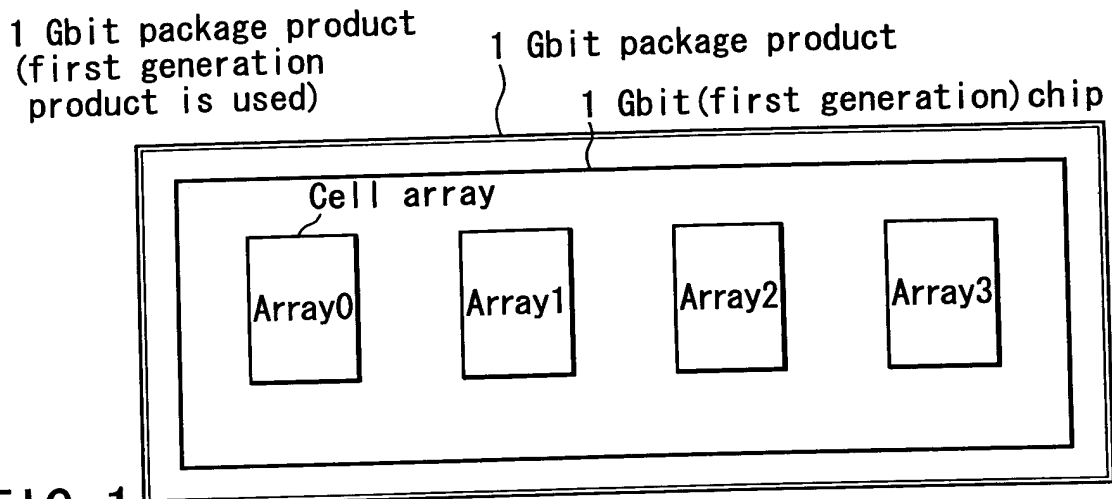 1 Gbit package product
(first generation
product is used)
1 Gbit package product
1 Gbit(first generation)chip
Cell array
Array0
Array1
Array2
Array3